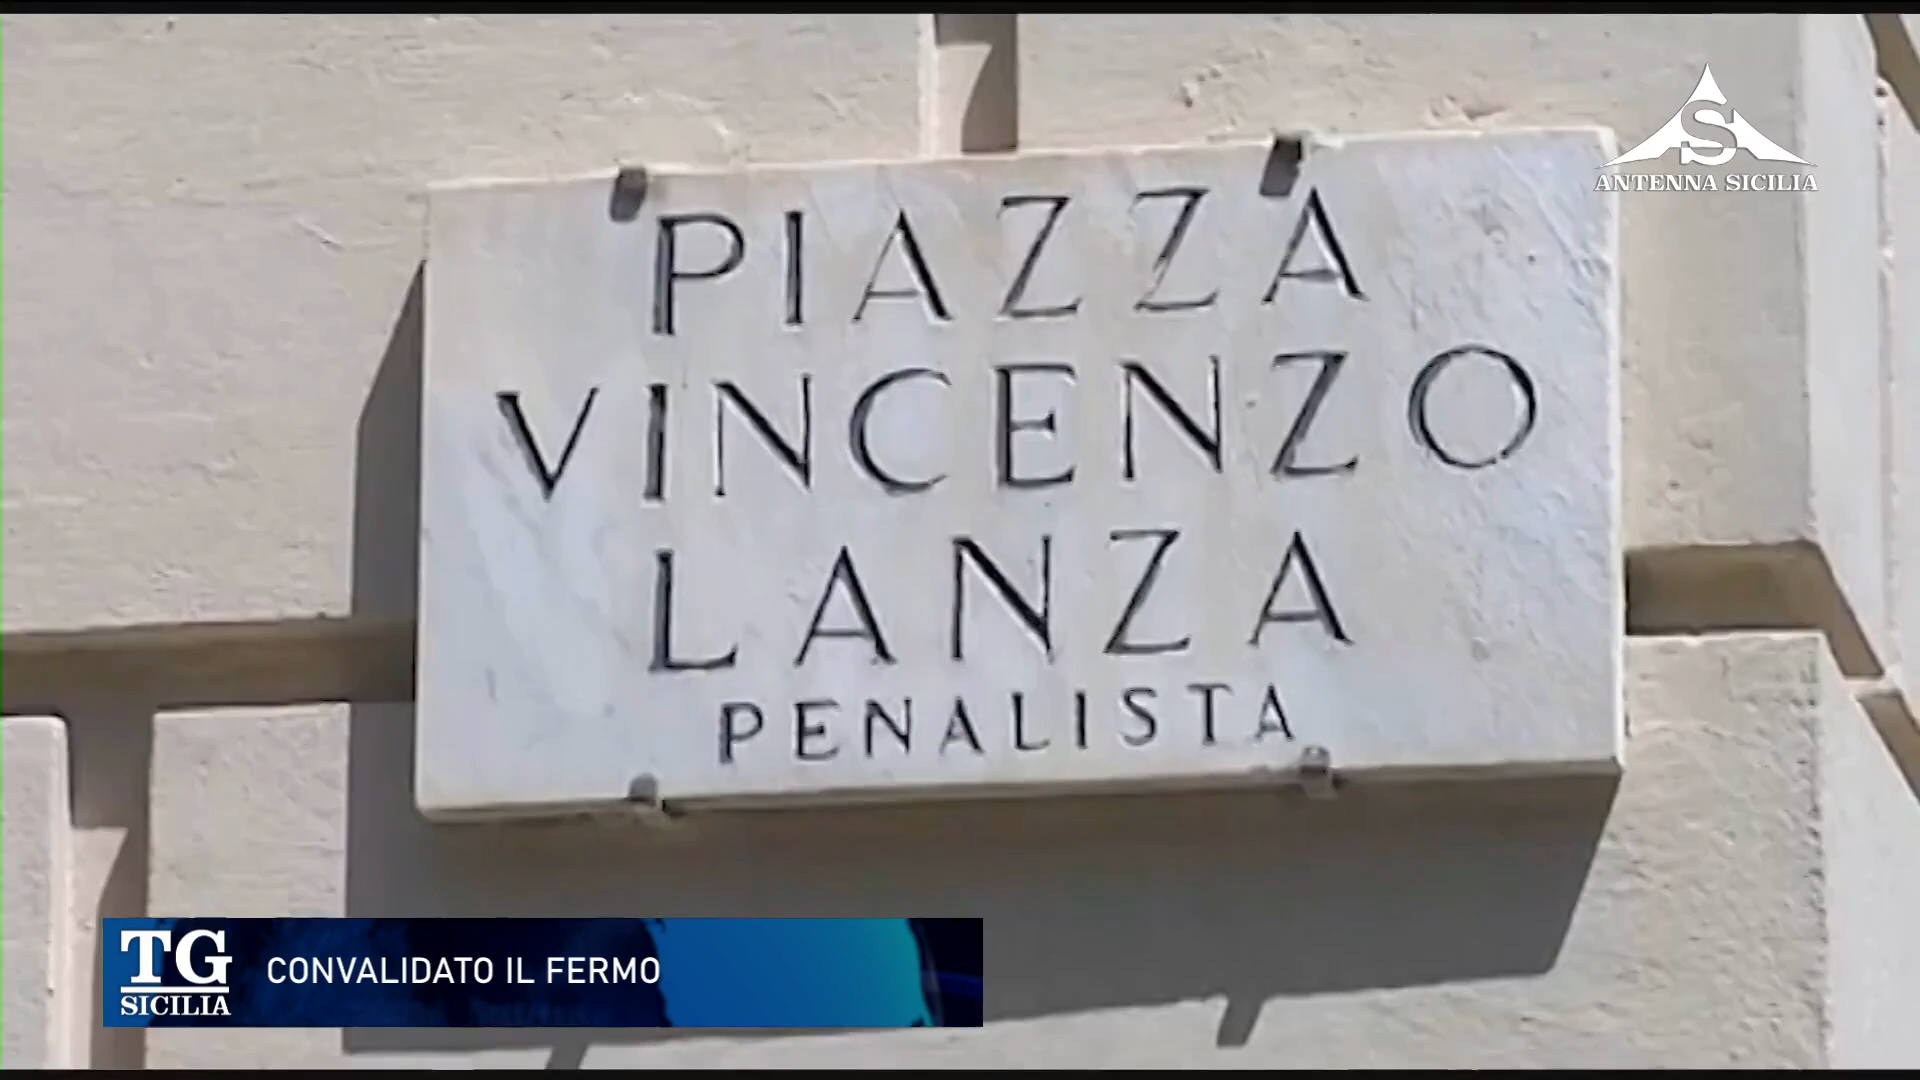 S
ANTENNA SICILIA
PIAZZA
VINCENZO
LANZA
PENALISTA
TG
SICILIA
CONVALIDATO IL FERMO